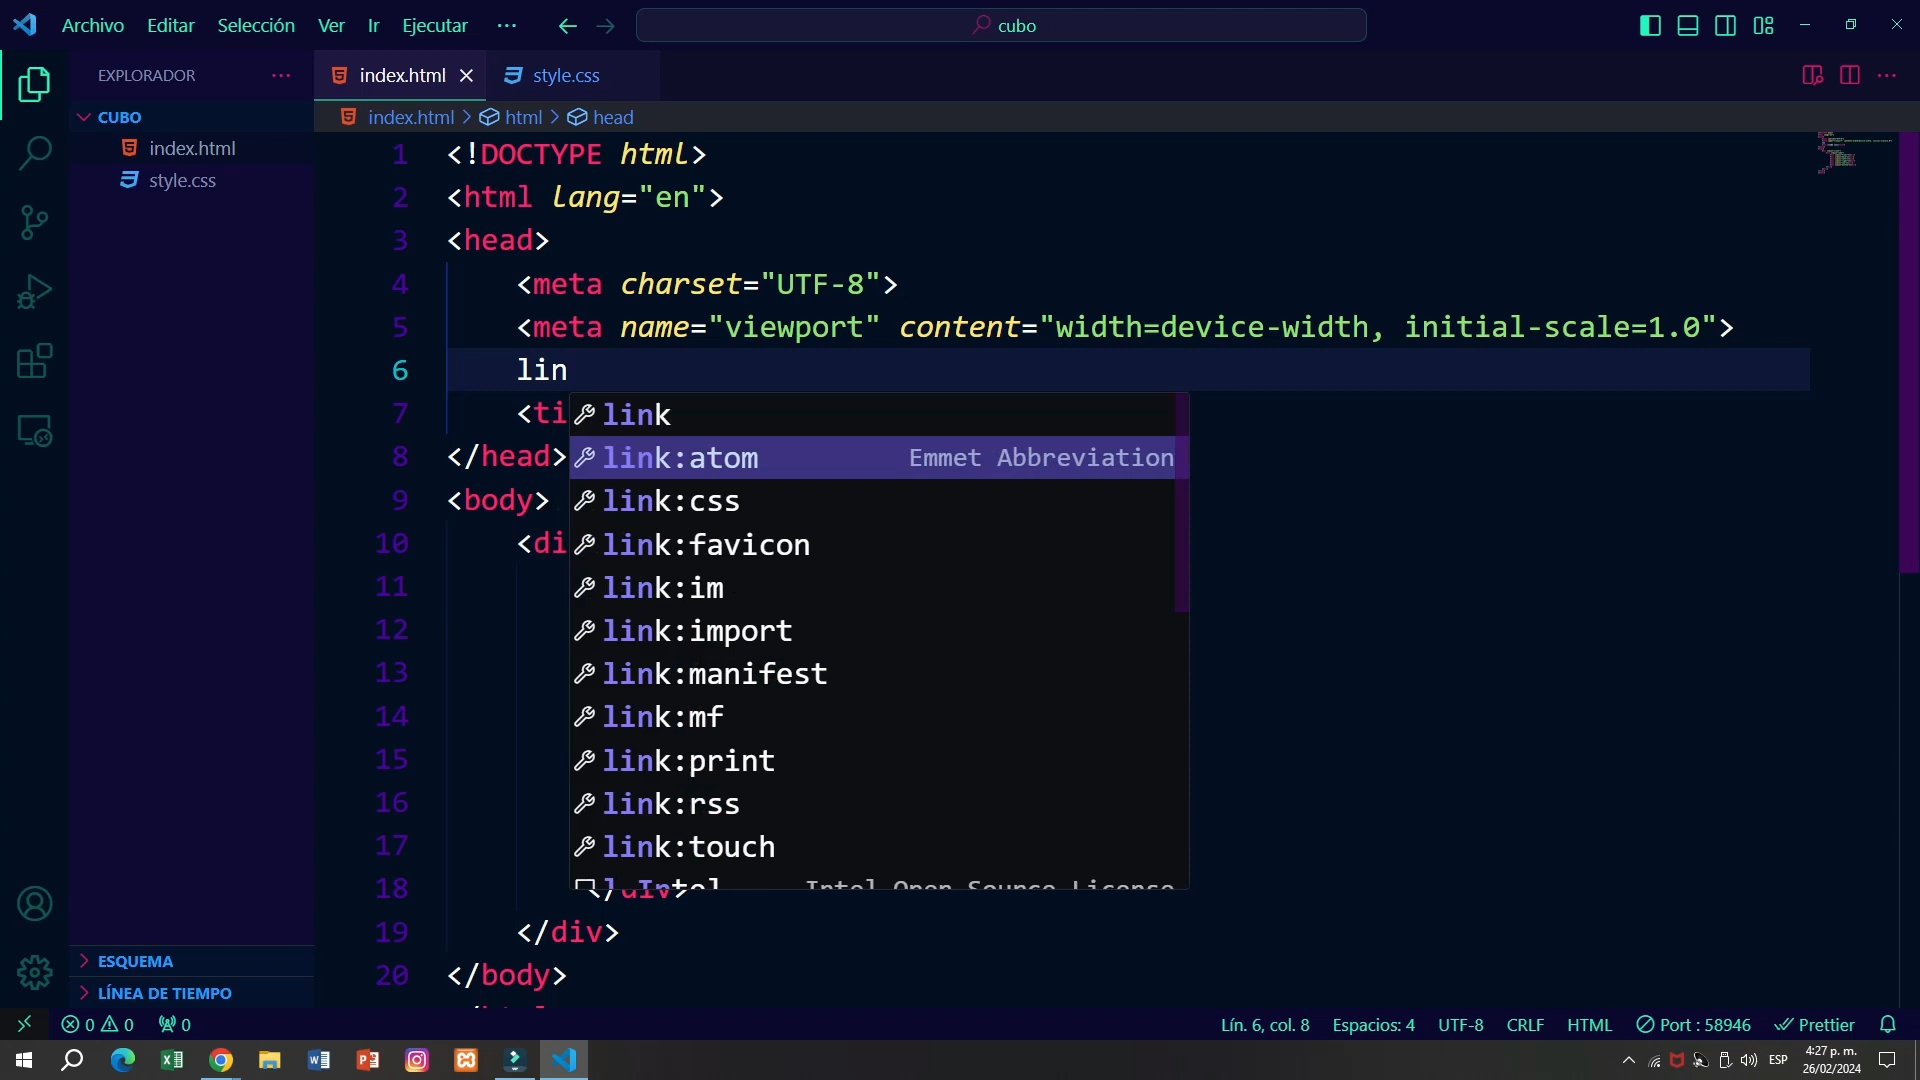 Archivo Editar Selección Ver Ir Ejecutar ··· cubo
EXPLORADOR ···
CUBO
index.html
style.css
ESQUEMA
LÍNEA DE TIEMPO
index.html style.css
index.html > html > head
1 <!DOCTYPE html>
2 <html lang="en">
3 <head>
4 <meta charset="UTF-8">
5 <meta name="viewport" content="width=device-width, initial-scale=1.0">
6 lin
7 <ti
8 </head>
9 <body>
10 <di
11
12
13
14
15
16
17
18 </div>
19 </div>
20 </body>
link
link:atom Emmet Abbreviation
link:css
link:favicon
link:im
link:import
link:manifest
link:mf
link:print
link:rss
link:touch
Intel Open Source License
0 0 0 Lín. 6, col. 8 Espacios: 4 UTF-8 CRLF HTML Port : 58946 Prettier
ESP 4:27 p. m.
26/02/2024